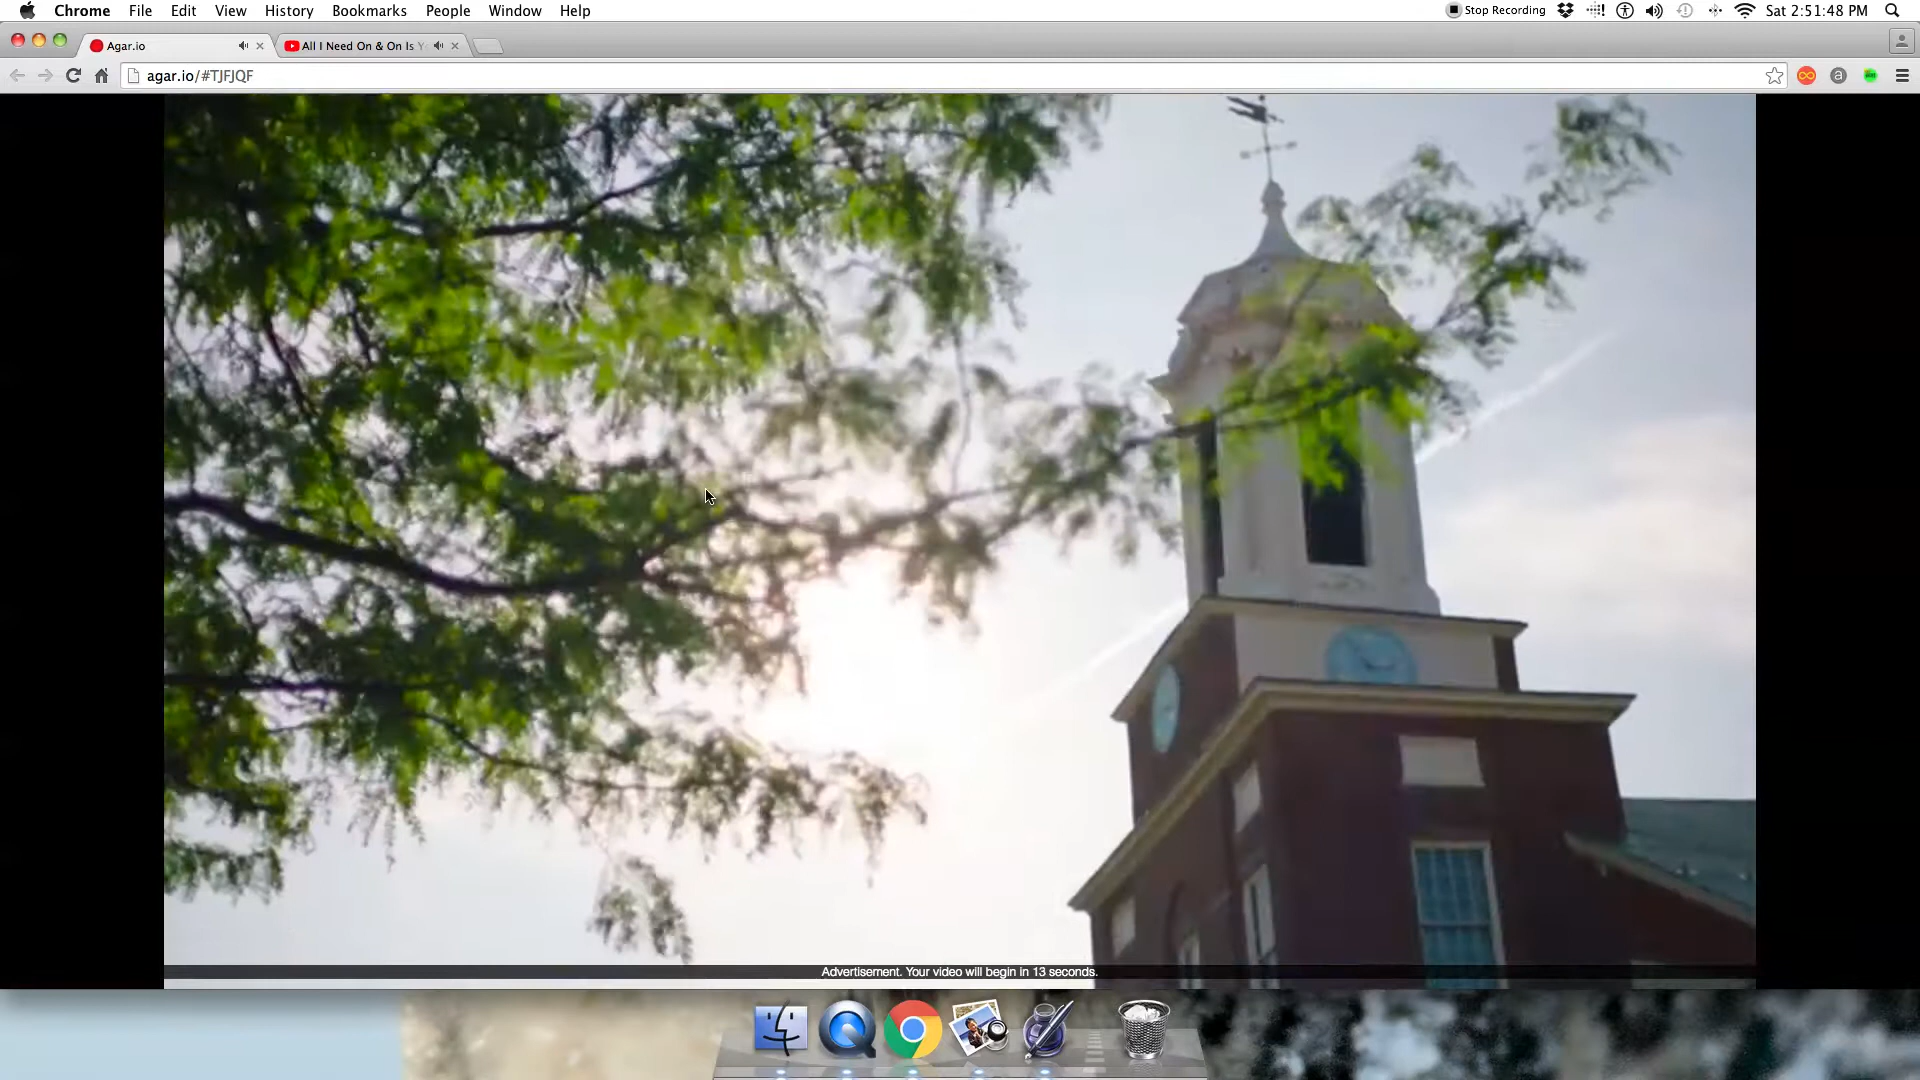 Chrome File Edit View History Bookmarks People Window Help
Stop Recording
Sat 2:51:48 PM
Agar.io
All I Need On & On Is Y
agar.io/#TJFJQF
a
Advertisement. Your video will begin in 13 seconds.